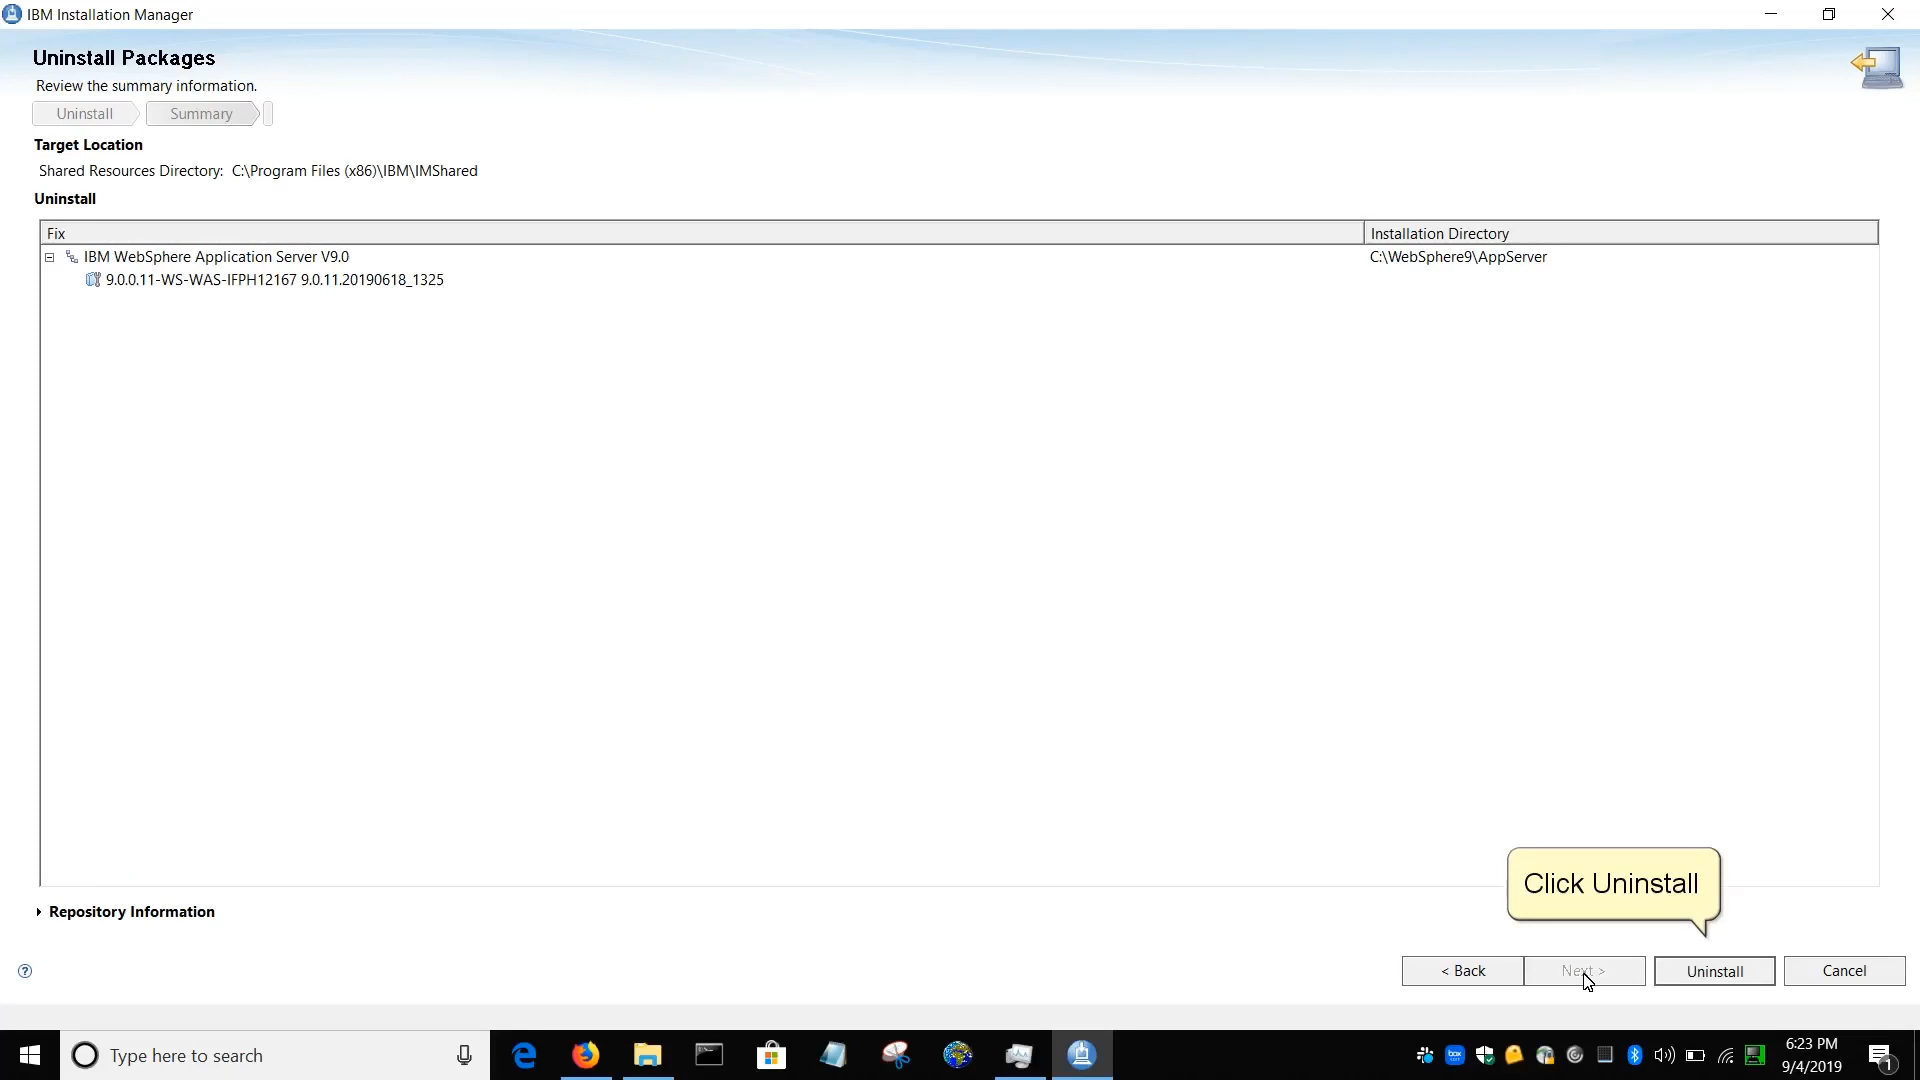 IBM Installation Manager
Uninstall Packages
Review the summary information.
Uninstall
Summary
Target Location
Shared Resources Directory: C:\Program Files (x86)\IBM\IMShared
Uninstall
Fix Installation Directory
IBM WebSphere Application Server V9.0 C:\WebSphere9\AppServer
9.0.0.11-WS-WAS-IFPH12167 9.0.11.20190618_1325
Click Uninstall
Repository Information
< Back Next > Uninstall Cancel
Type here to search
box
6:23 PM
9/4/2019
1